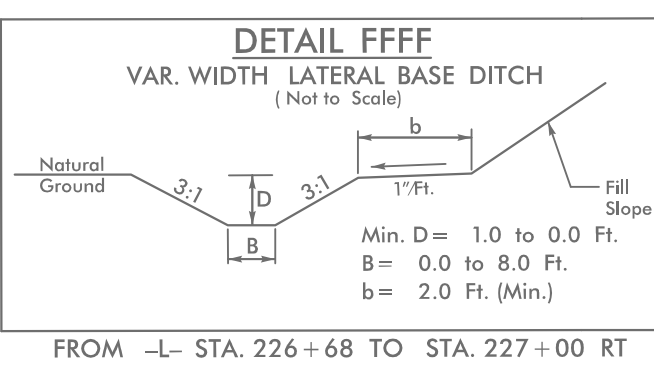 DETAIL FFFF
VAR. WIDTH LATERAL BASE DITCH
( Not to Scale)
b
Natural
Ground
3:1
D
3:1
1"/Ft.
Fill
Slope
B
Min. D = 1.0 to 0.0 Ft.
B = 0.0 to 8.0 Ft.
b = 2.0 Ft. (Min.)
FROM -L- STA. 226+68 TO STA. 227+00 RT